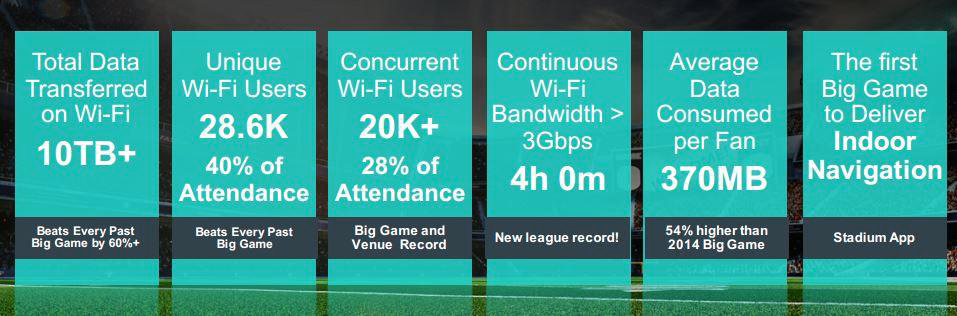 Total Data
Transferred
on Wi-Fi
10TB+
Beats Every Past
Big Game by 60%+
Unique
Wi-Fi Users
28.6K
40% of
Attendance
Beats Every Past
Big Game
Concurrent
Wi-Fi Users
20K+
28% of
Attendance
Big Game and
Venue Record
Continuous
Wi-Fi
Bandwidth >
3Gbps
4h 0m
New league record!
Average
Data
Consumed
per Fan
370MB
54% higher than
2014 Big Game
The first
Big Game
to Deliver
Indoor
Navigation
Stadium App